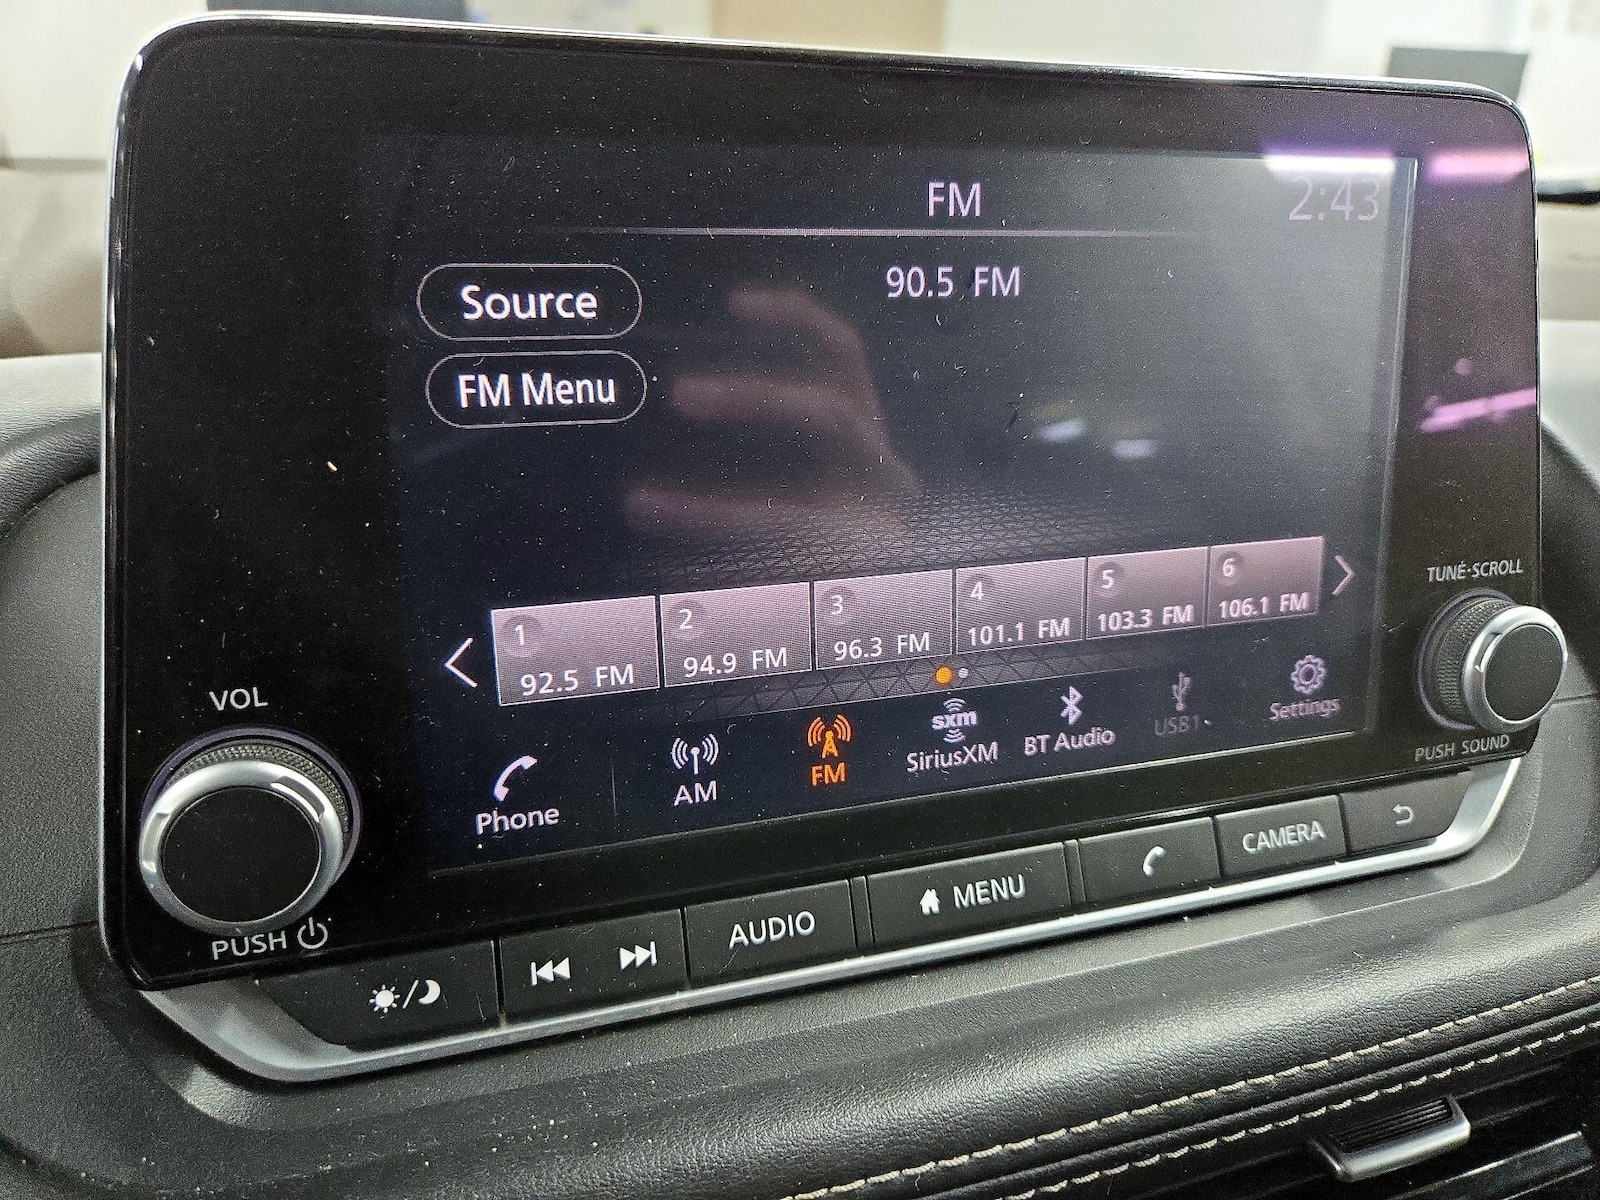 FM
2:43
90.5 FM
Source
FM Menu
1
92.5 FM
2
94.9 FM
3
96.3 FM
4
101.1 FM
5
103.3 FM
6
106.1 FM
Phone
AM
FM
sxm
SiriusXM
BT Audio
USB1
Settings
VOL
PUSH
TUNE·SCROLL
PUSH SOUND
AUDIO
MENU
CAMERA